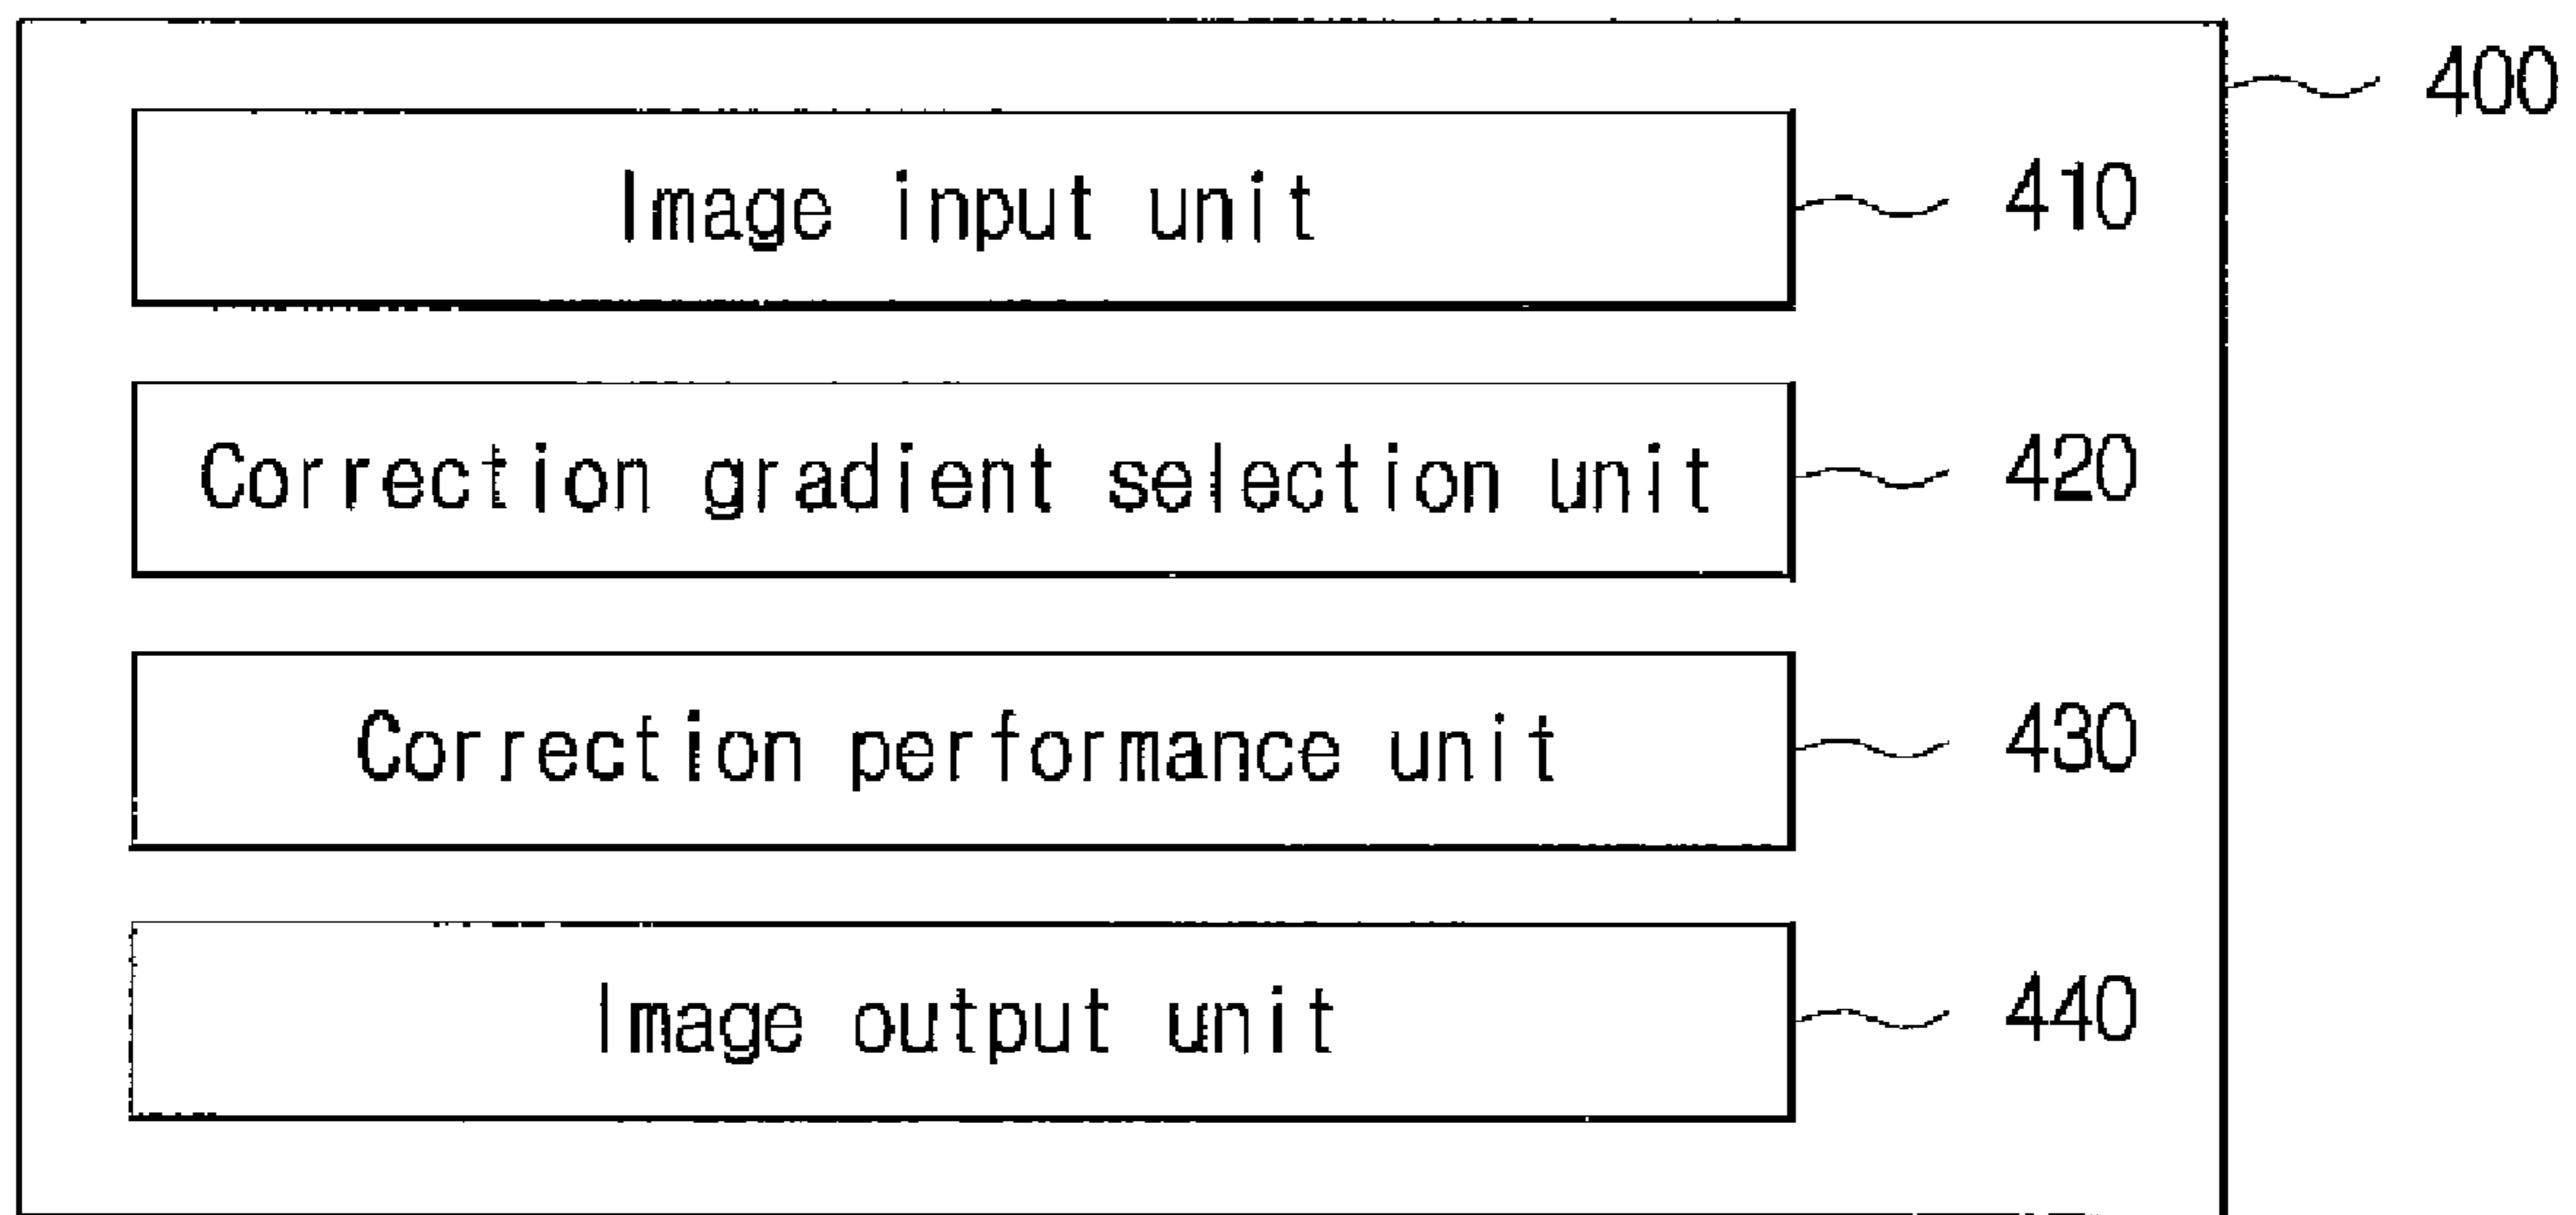 400
Image input unit 410
Correction gradient selection unit 420
Correction performance unit 430
Image output unit 440